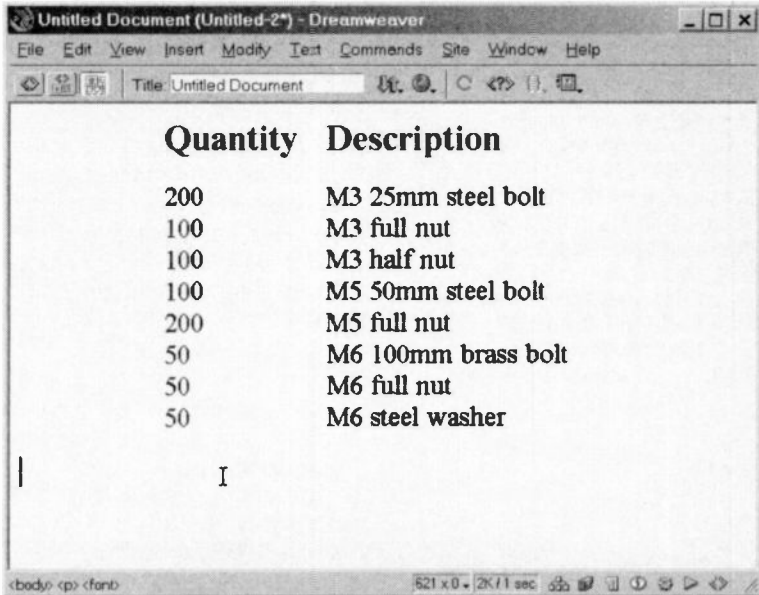 Untitled Document (Untitled-2*) - Dreamweaver
File Edit View Insert Modify Text Commands Site Window Help
Title: Untitled Document
Quantity Description
200 M3 25mm steel bolt
100 M3 full nut
100 M3 half nut
100 M5 50mm steel bolt
200 M5 full nut
50 M6 100mm brass bolt
50 M6 full nut
50 M6 steel washer
<body> <p> <font> 621 x 0 2K / 1 sec